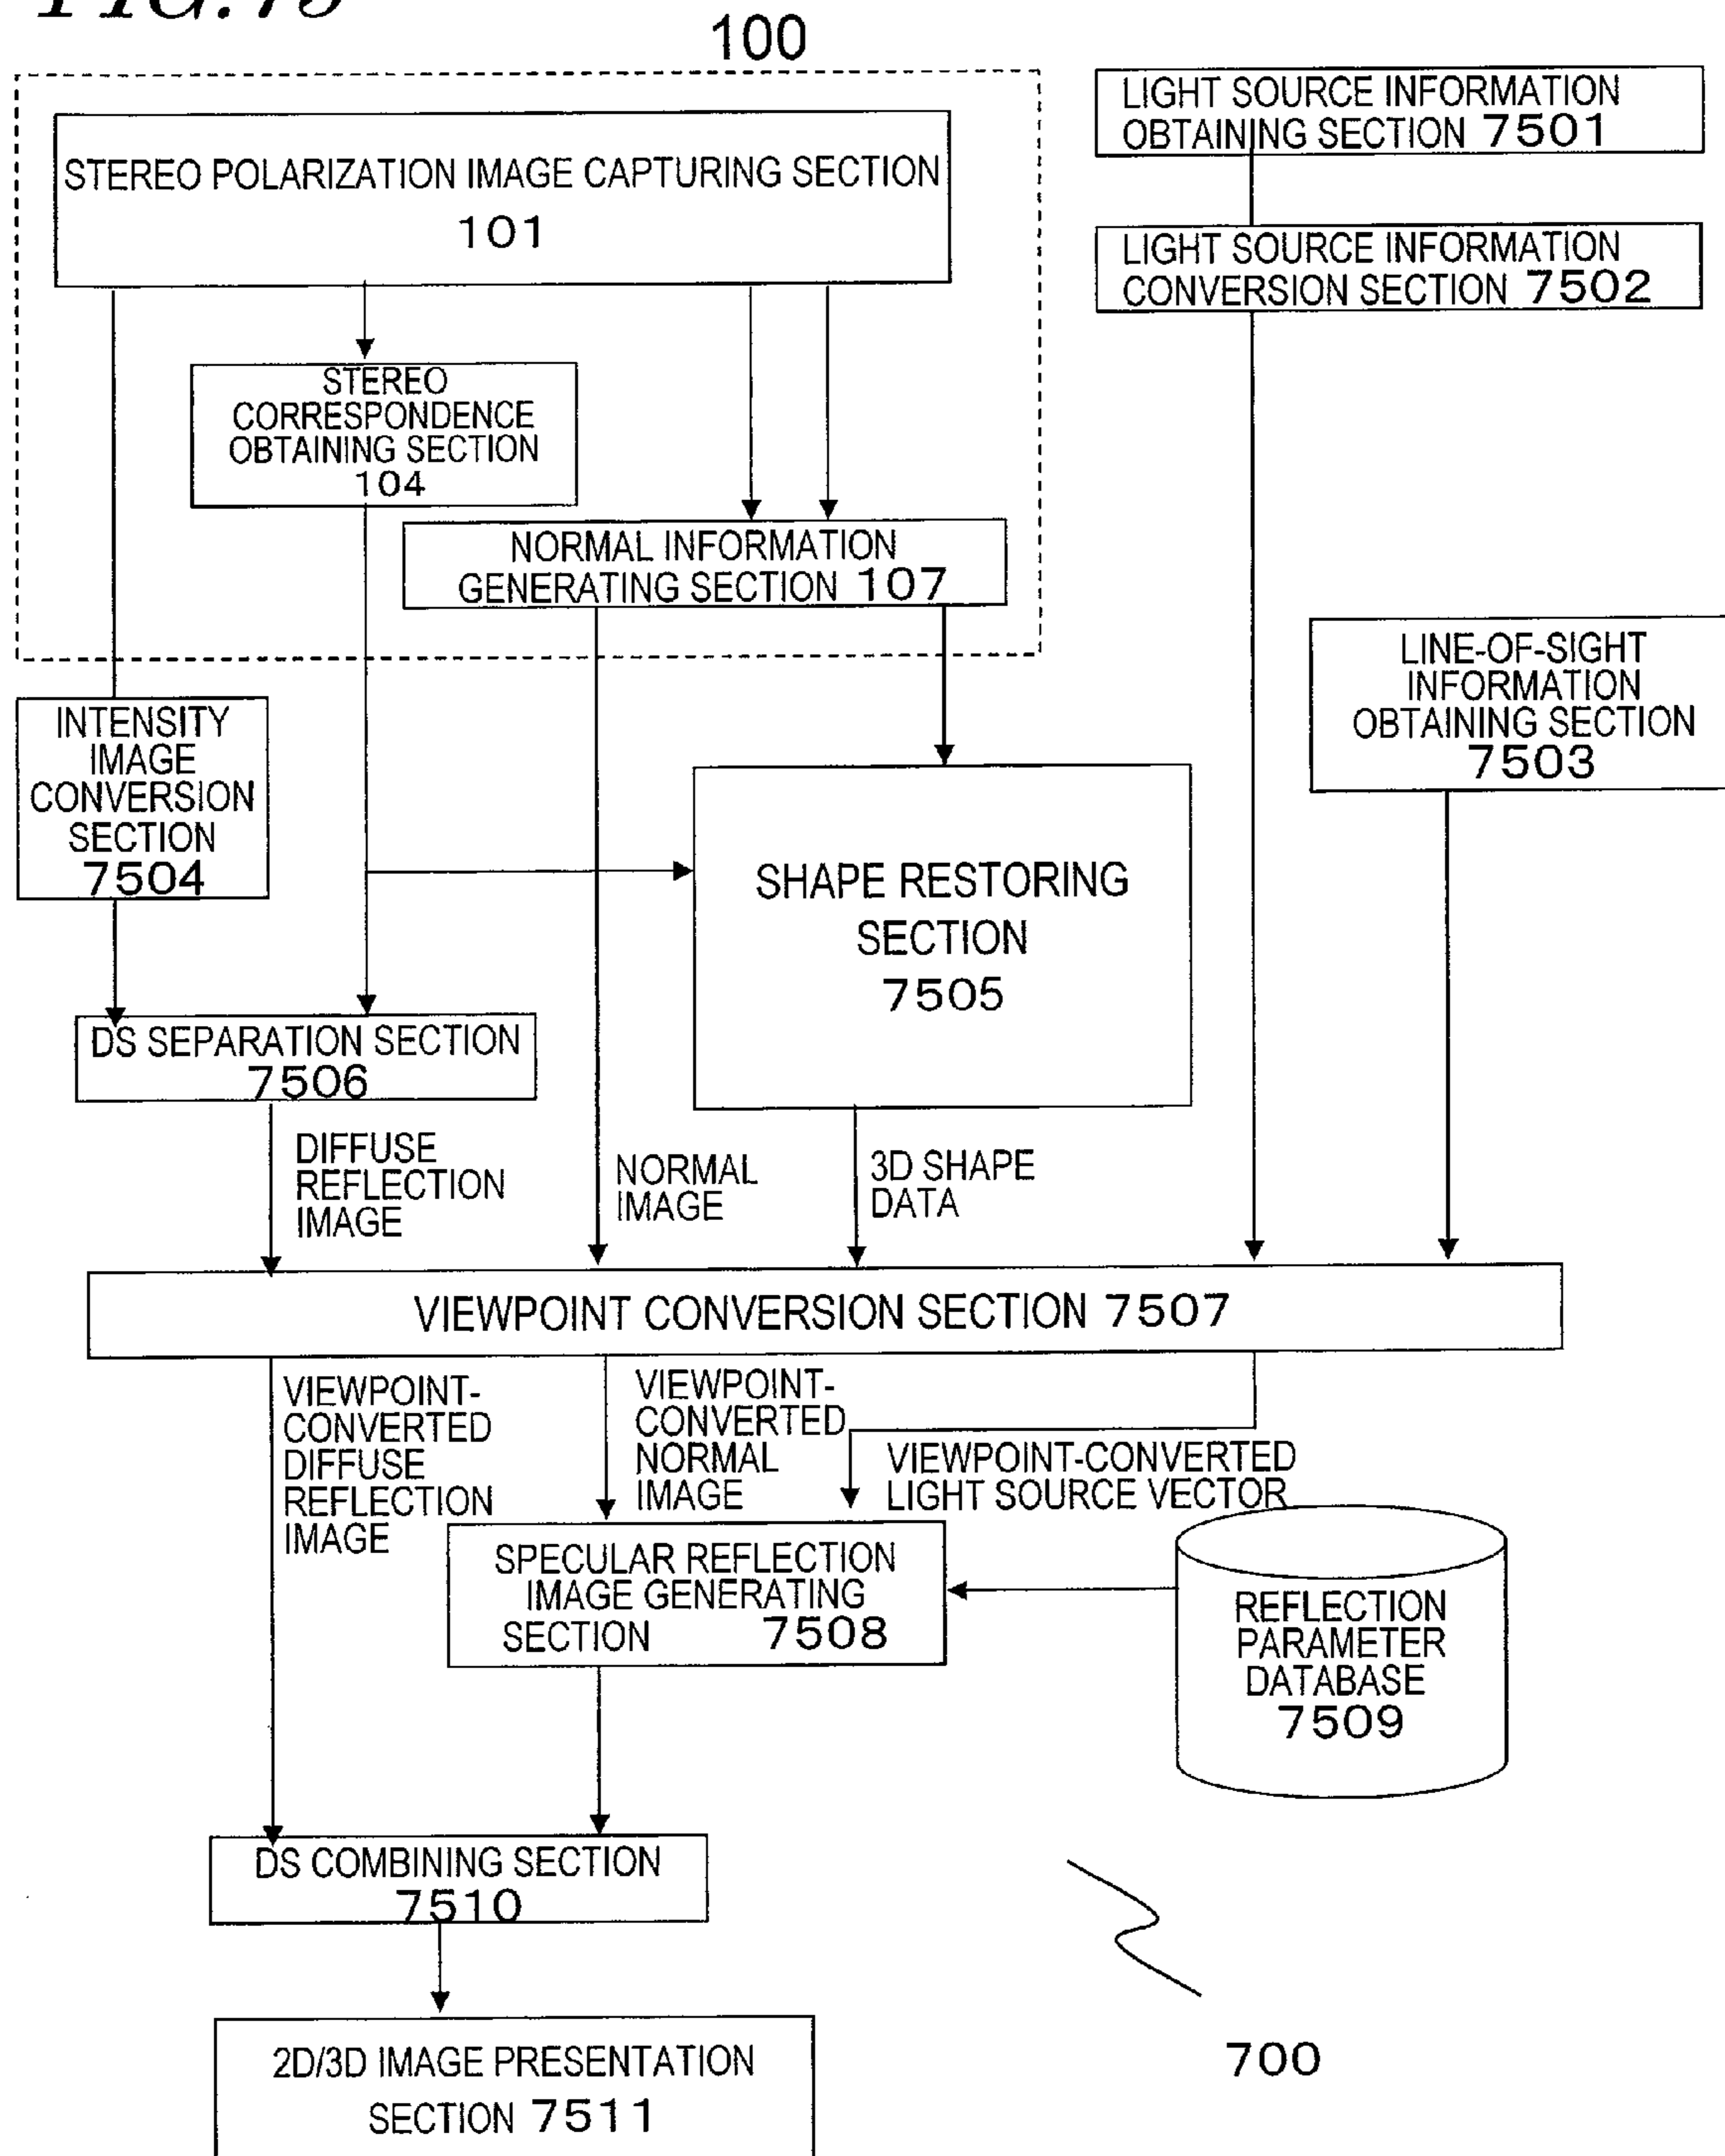 FIG. 75
100
STEREO POLARIZATION IMAGE CAPTURING SECTION
101
LIGHT SOURCE INFORMATION
OBTAINING SECTION 7501
LIGHT SOURCE INFORMATION
CONVERSION SECTION 7502
STEREO
CORRESPONDENCE
OBTAINING SECTION
104
NORMAL INFORMATION
GENERATING SECTION 107
LINE-OF-SIGHT
INFORMATION
OBTAINING SECTION
7503
INTENSITY
IMAGE
CONVERSION
SECTION
7504
SHAPE RESTORING
SECTION
7505
DS SEPARATION SECTION
7506
DIFFUSE
REFLECTION
IMAGE
NORMAL
IMAGE
3D SHAPE
DATA
VIEWPOINT CONVERSION SECTION 7507
VIEWPOINT-
CONVERTED
DIFFUSE
REFLECTION
IMAGE
VIEWPOINT-
CONVERTED
NORMAL
IMAGE
VIEWPOINT-CONVERTED
LIGHT SOURCE VECTOR
SPECULAR REFLECTION
IMAGE GENERATING
SECTION 7508
REFLECTION
PARAMETER
DATABASE
7509
DS COMBINING SECTION
7510
2D/3D IMAGE PRESENTATION
SECTION 7511
700